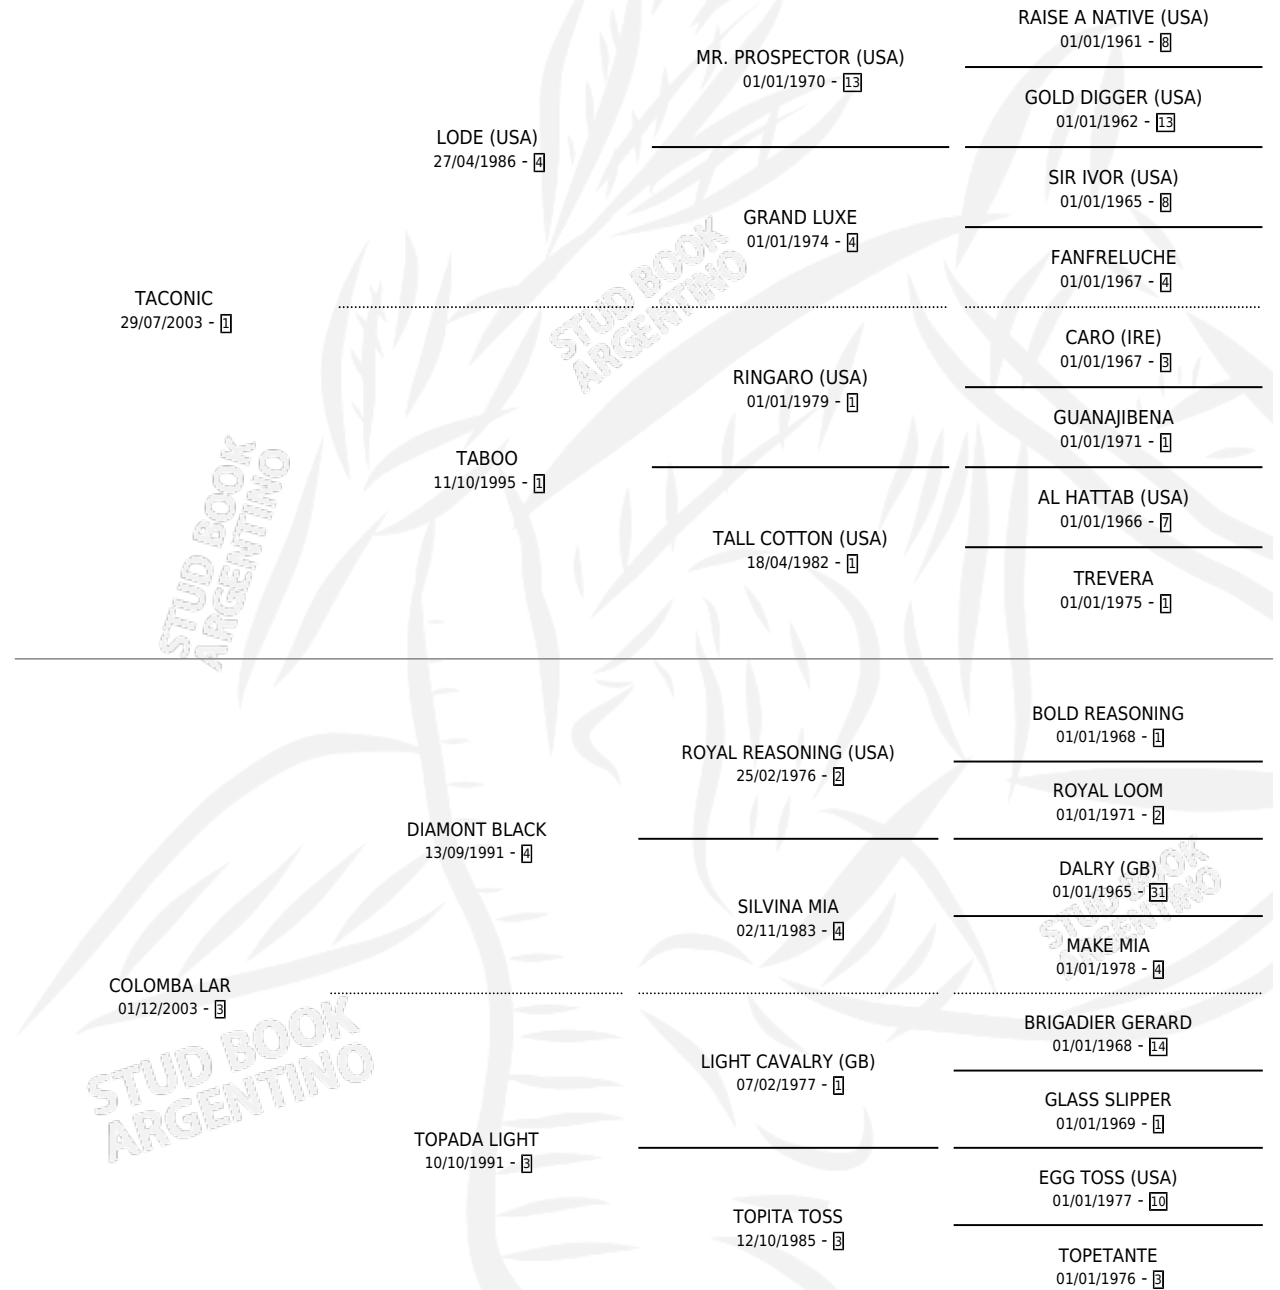 RAISE A NATIVE (USA)
01/01/1961 - 8
MR. PROSPECTOR (USA)
01/01/1970 - 13
GOLD DIGGER (USA)
01/01/1962 - 13
LODE (USA)
27/04/1986 - 4
SIR IVOR (USA)
01/01/1965 - 8
GRAND LUXE
01/01/1974 - 4
FANFRELUCHE
01/01/1967 - 4
STUD BOOK
ARGENTINO
TACONIC
29/07/2003 - 1
CARO (IRE)
01/01/1967 - 3
RINGARO (USA)
01/01/1979 - 1
GUANAJIBENA
01/01/1971 - 1
TABOO
11/10/1995 - 1
AL HATTAB (USA)
01/01/1966 - 7
TALL COTTON (USA)
18/04/1982 - 1
TREVERA
01/01/1975 - 1
STUD BOOK
ARGENTINO
BOLD REASONING
01/01/1968 - 1
ROYAL REASONING (USA)
25/02/1976 - 2
ROYAL LOOM
01/01/1971 - 2
DIAMONT BLACK
13/09/1991 - 4
DALRY (GB)
01/01/1965 - 31
SILVINA MIA
02/11/1983 - 4
MAKE MIA
01/01/1978 - 4
STUD BOOK
ARGENTINO
COLOMBA LAR
01/12/2003 - 3
BRIGADIER GERARD
01/01/1968 - 14
LIGHT CAVALRY (GB)
07/02/1977 - 1
GLASS SLIPPER
01/01/1969 - 1
STUD BOOK
ARGENTINO
TOPADA LIGHT
10/10/1991 - 3
EGG TOSS (USA)
01/01/1977 - 10
TOPITA TOSS
12/10/1985 - 3
TOPETANTE
01/01/1976 - 3